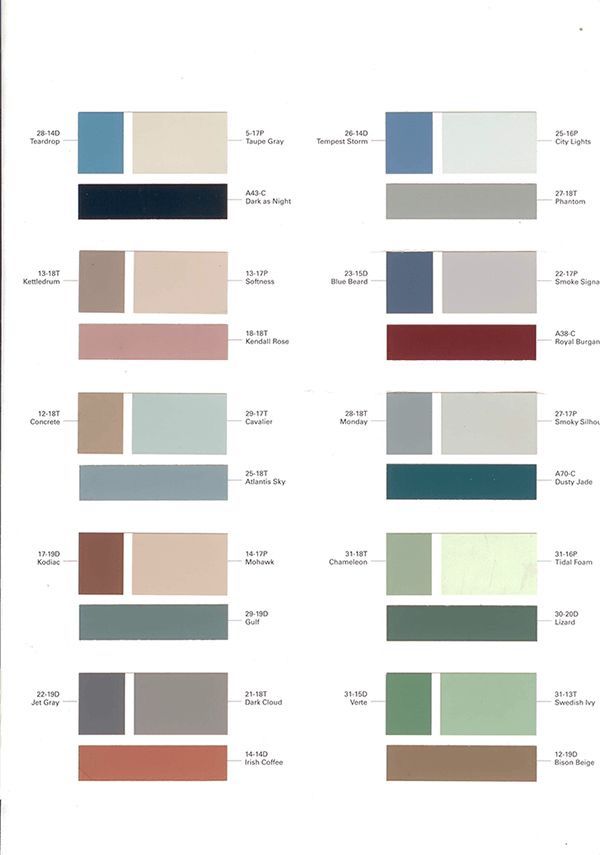 28-14D
Teardrop
5-17P
Taupe Gray
A43-C
Dark as Night
26-14D
Tempest Storm
25-16P
City Lights
27-18T
Phantom
13-18T
Kettledrum
13-17P
Softness
18-18T
Kendall Rose
23-15D
Blue Beard
22-17P
Smoke Signa
A38-C
Royal Burgan
12-18T
Concrete
29-17T
Cavalier
25-18T
Atlantis Sky
28-18T
Monday
27-17P
Smoky Silhou
A70-C
Dusty Jade
17-19D
Kodiac
14-17P
Mohawk
29-19D
Gulf
31-18T
Chameleon
31-16P
Tidal Foam
30-20D
Lizard
22-19D
Jet Gray
21-18T
Dark Cloud
14-14D
Irish Coffee
31-15D
Verte
31-13T
Swedish Ivy
12-19D
Bison Beige